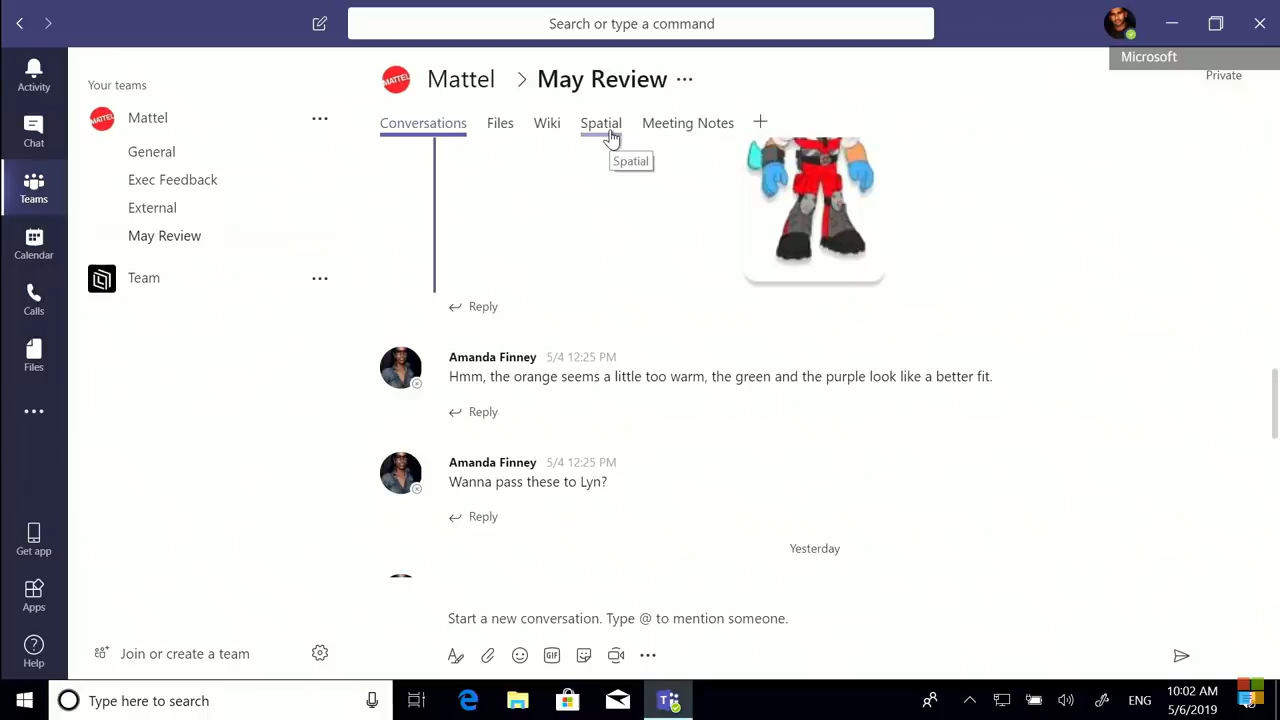 Search or type a command
Microsoft
Activity
Chat
Teams
Calendar
Calls
Files
Get app
Apps
Help
Your teams
MATTEL
Mattel
General
Exec Feedback
External
May Review
Team
Join or create a team
MATTEL
Mattel > May Review
Private
Conversations Files Wiki Spatial Meeting Notes
Spatial
Reply
Amanda Finney 5/4 12:25 PM
Hmm, the orange seems a little too warm, the green and the purple look like a better fit.
Reply
Amanda Finney 5/4 12:25 PM
Wanna pass these to Lyn?
Reply
Yesterday
Start a new conversation. Type @ to mention someone.
GIF
Type here to search
ENG
10:02 AM
5/6/2019